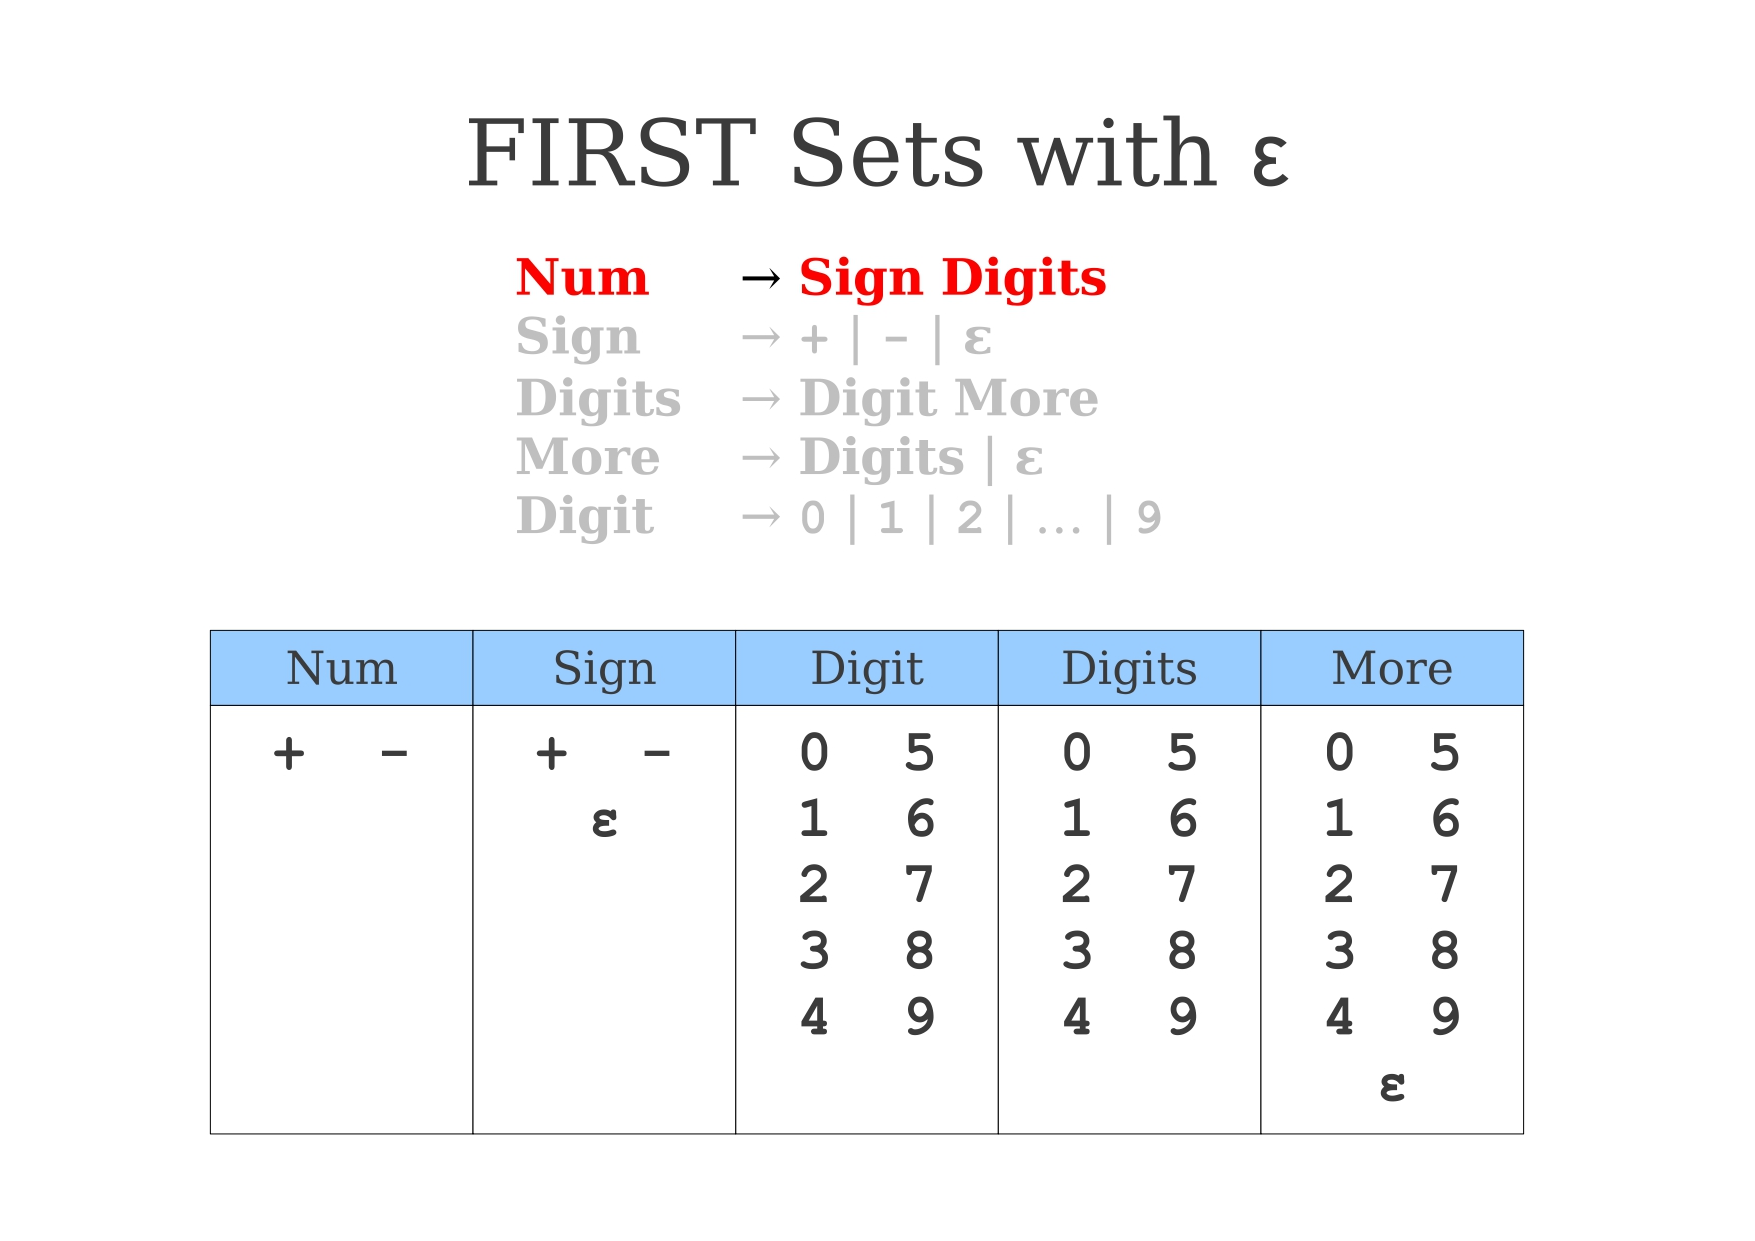 FIRST Sets with ε
Num → Sign Digits
Sign → + | - | ε
Digits → Digit More
More → Digits | ε
Digit → 0 | 1 | 2 | ... | 9
Num Sign Digit Digits More
+ - + - 0 5 0 5 0 5
ε 1 6 1 6 1 6
2 7 2 7 2 7
3 8 3 8 3 8
4 9 4 9 4 9
ε